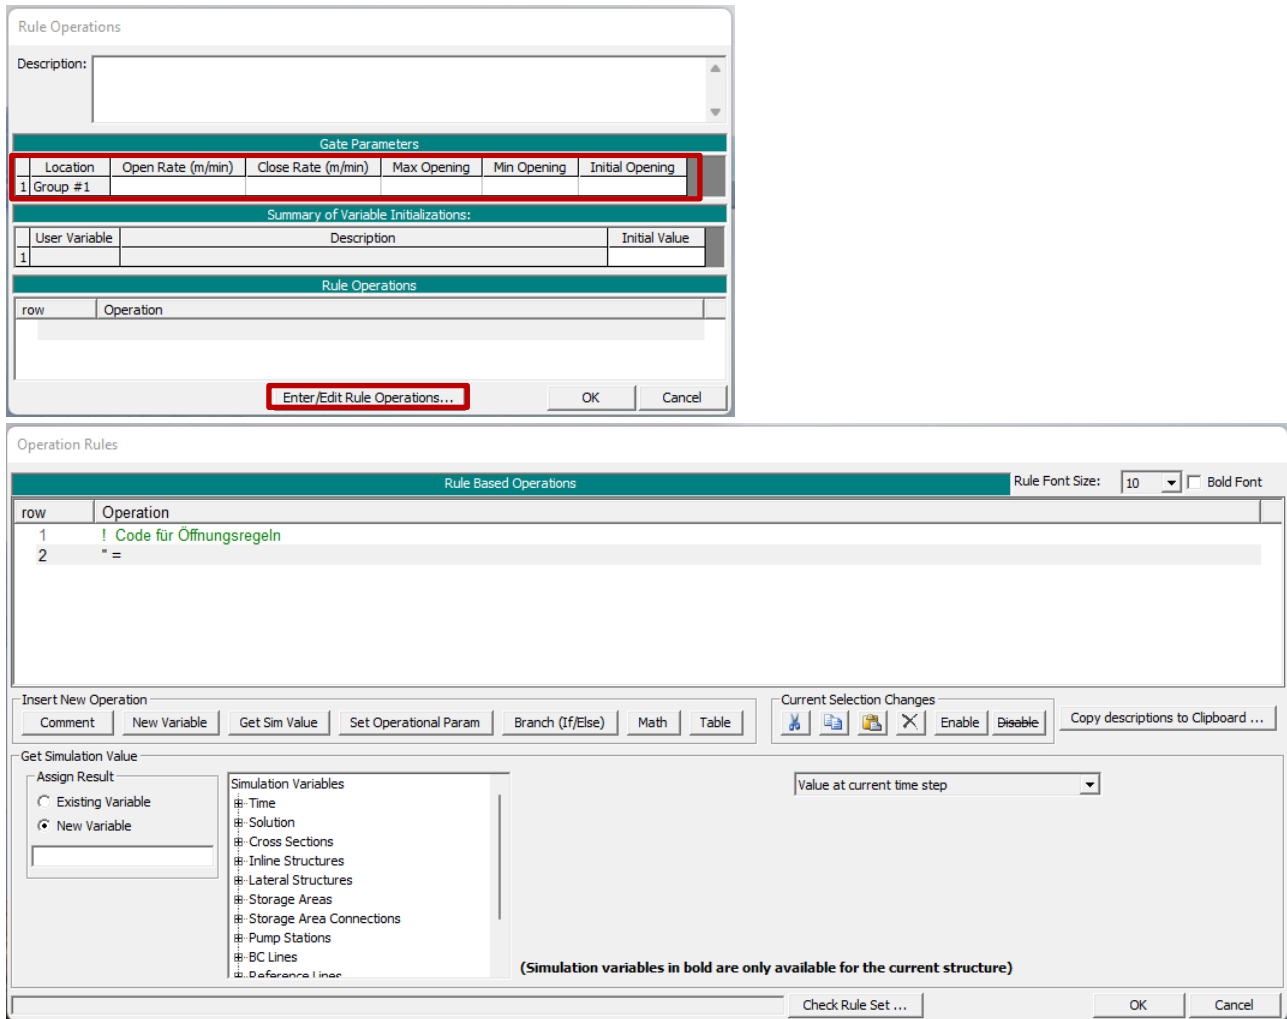 Rule Operations
Description:
Gate Parameters
Location Open Rate (m/min) Close Rate (m/min) Max Opening Min Opening Initial Opening
1 Group #1
Summary of Variable Initializations:
User Variable Description Initial Value
1
Rule Operations
row Operation
Enter/Edit Rule Operations... OK Cancel
Operation Rules
Rule Based Operations Rule Font Size: 10 Bold Font
row Operation
1 ! Code für Öffnungsregeln
2 " =
Insert New Operation Current Selection Changes
Comment New Variable Get Sim Value Set Operational Param Branch (If/Else) Math Table Enable Disable Copy descriptions to Clipboard ...
Get Simulation Value
Assign Result
Existing Variable
New Variable
Simulation Variables
Time
Solution
Cross Sections
Inline Structures
Lateral Structures
Storage Areas
Storage Area Connections
Pump Stations
BC Lines
Reference Lines
Value at current time step
(Simulation variables in bold are only available for the current structure)
Check Rule Set ... OK Cancel